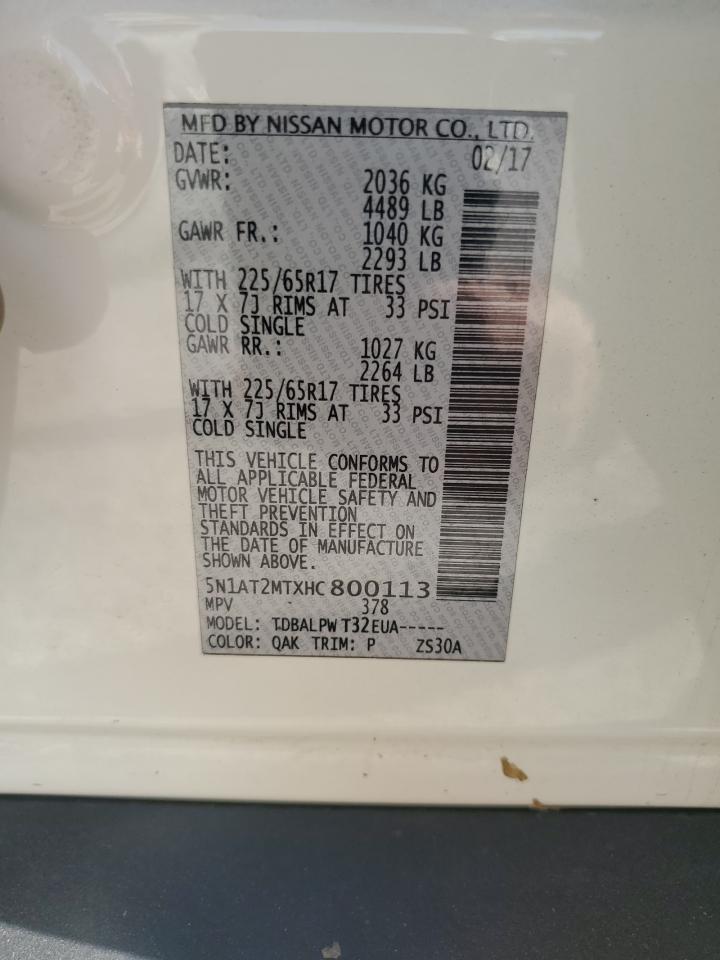 MFD BY NISSAN MOTOR CO., LTD.
DATE: 02/17
GVWR: 2036 KG
4489 LB
GAWR FR.: 1040 KG
2293 LB
WITH 225/65R17 TIRES
17 X 7J RIMS AT 33 PSI
COLD SINGLE
GAWR RR.: 1027 KG
2264 LB
WITH 225/65R17 TIRES
17 X 7J RIMS AT 33 PSI
COLD SINGLE
THIS VEHICLE CONFORMS TO
ALL APPLICABLE FEDERAL
MOTOR VEHICLE SAFETY AND
THEFT PREVENTION
STANDARDS IN EFFECT ON
THE DATE OF MANUFACTURE
SHOWN ABOVE.
5N1AT2MTXHC800113
MPV - 378
MODEL: TDBALPW T32EUA-----
COLOR: QAK TRIM: P ZS30A